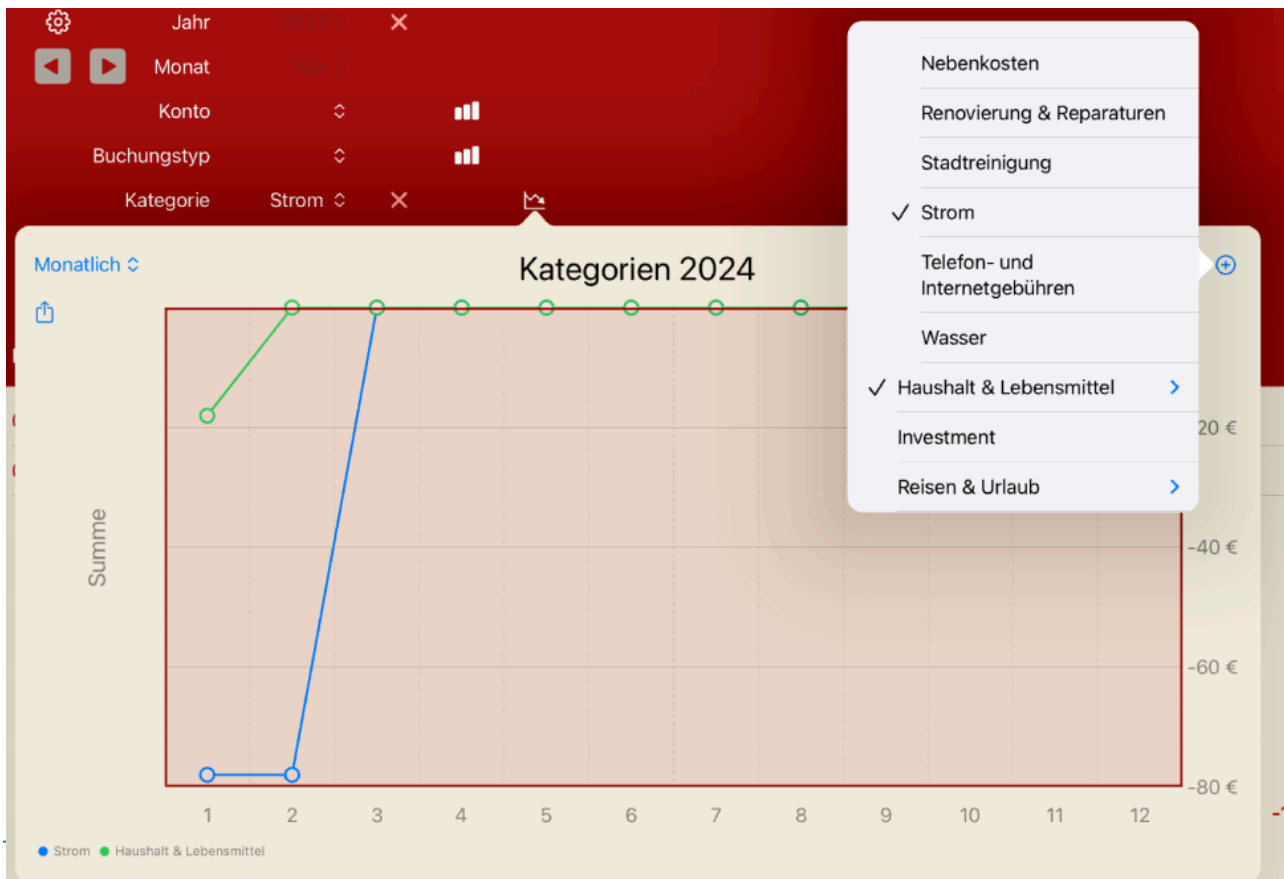 Jahr
Monat
Konto
Buchungstyp
Kategorie Strom
Nebenkosten
Renovierung & Reparaturen
Stadtreinigung
Strom
Telefon- und
Internetgebühren
Wasser
Haushalt & Lebensmittel
Investment
Reisen & Urlaub
Monatlich
Kategorien 2024
Summe
20 €
-40 €
-60 €
-80 €
1 2 3 4 5 6 7 8 9 10 11 12
Strom Haushalt & Lebensmittel